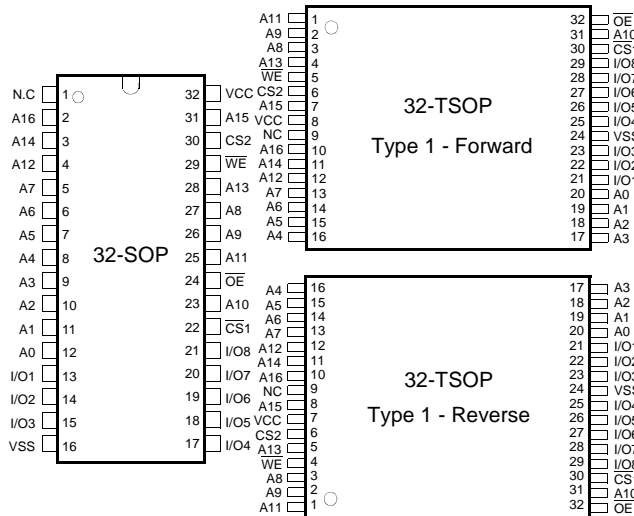 N.C 1 32 VCC
A16 2 31 A15
A14 3 30 CS2
A12 4 29 W̅E̅
A7 5 28 A13
A6 6 27 A8
A5 7 26 A9
A4 8 25 A11
32-SOP
A3 9 24 O̅E̅
A2 10 23 A10
A1 11 22 C̅S̅1̅
A0 12 21 I/O8
I/O1 13 20 I/O7
I/O2 14 19 I/O6
I/O3 15 18 I/O5
VSS 16 17 I/O4
A11 1 32 O̅E̅
A9 2 31 A10
A8 3 30 C̅S̅1̅
A13 4 29 I/O8
W̅E̅ 5 28 I/O7
CS2 6 27 I/O6
A15 7 26 I/O5
VCC 8 25 I/O4
NC 9 24 VSS
A16 10 23 I/O3
A14 11 22 I/O2
A12 12 21 I/O1
A7 13 20 A0
A6 14 19 A1
A5 15 18 A2
A4 16 17 A3
32-TSOP
Type 1 - Forward
A4 16 17 A3
A5 15 18 A2
A6 14 19 A1
A7 13 20 A0
A12 12 21 I/O1
A14 11 22 I/O2
A16 10 23 I/O3
NC 9 24 VSS
A15 8 25 I/O4
VCC 7 26 I/O5
CS2 6 27 I/O6
A13 5 28 I/O7
W̅E̅ 4 29 I/O8
A8 3 30 C̅S̅1̅
A9 2 31 A10
A11 1 32 O̅E̅
32-TSOP
Type 1 - Reverse